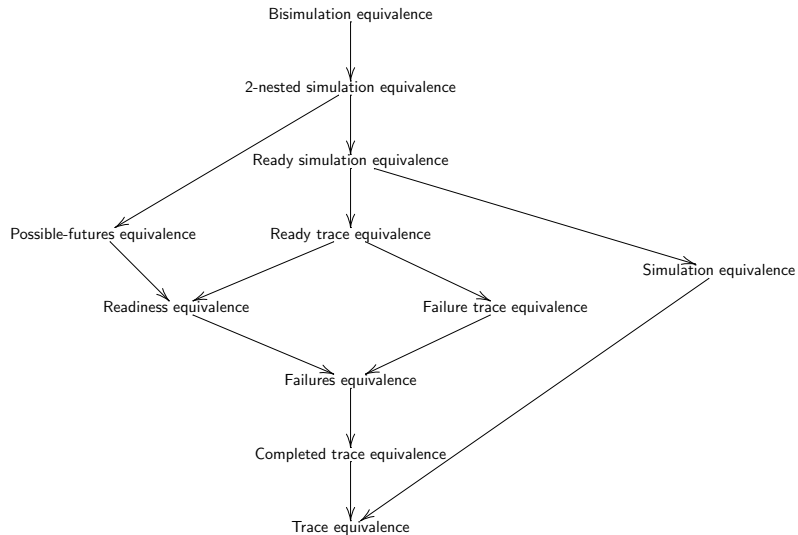 Bisimulation equivalence
2-nested simulation equivalence
Ready simulation equivalence
Possible-futures equivalence
Ready trace equivalence
Simulation equivalence
Readiness equivalence
Failure trace equivalence
Failures equivalence
Completed trace equivalence
Trace equivalence